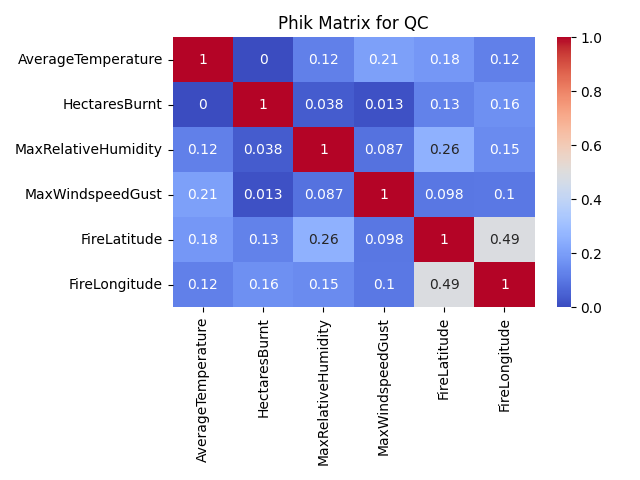 Phik Matrix for QC
AverageTemperature 1 0 0.12 0.21 0.18 0.12
HectaresBurnt 0 1 0.038 0.013 0.13 0.16
MaxRelativeHumidity 0.12 0.038 1 0.087 0.26 0.15
MaxWindspeedGust 0.21 0.013 0.087 1 0.098 0.1
FireLatitude 0.18 0.13 0.26 0.098 1 0.49
FireLongitude 0.12 0.16 0.15 0.1 0.49 1
AverageTemperature
HectaresBurnt
MaxRelativeHumidity
MaxWindspeedGust
FireLatitude
FireLongitude
1.0
0.8
0.6
0.4
0.2
0.0